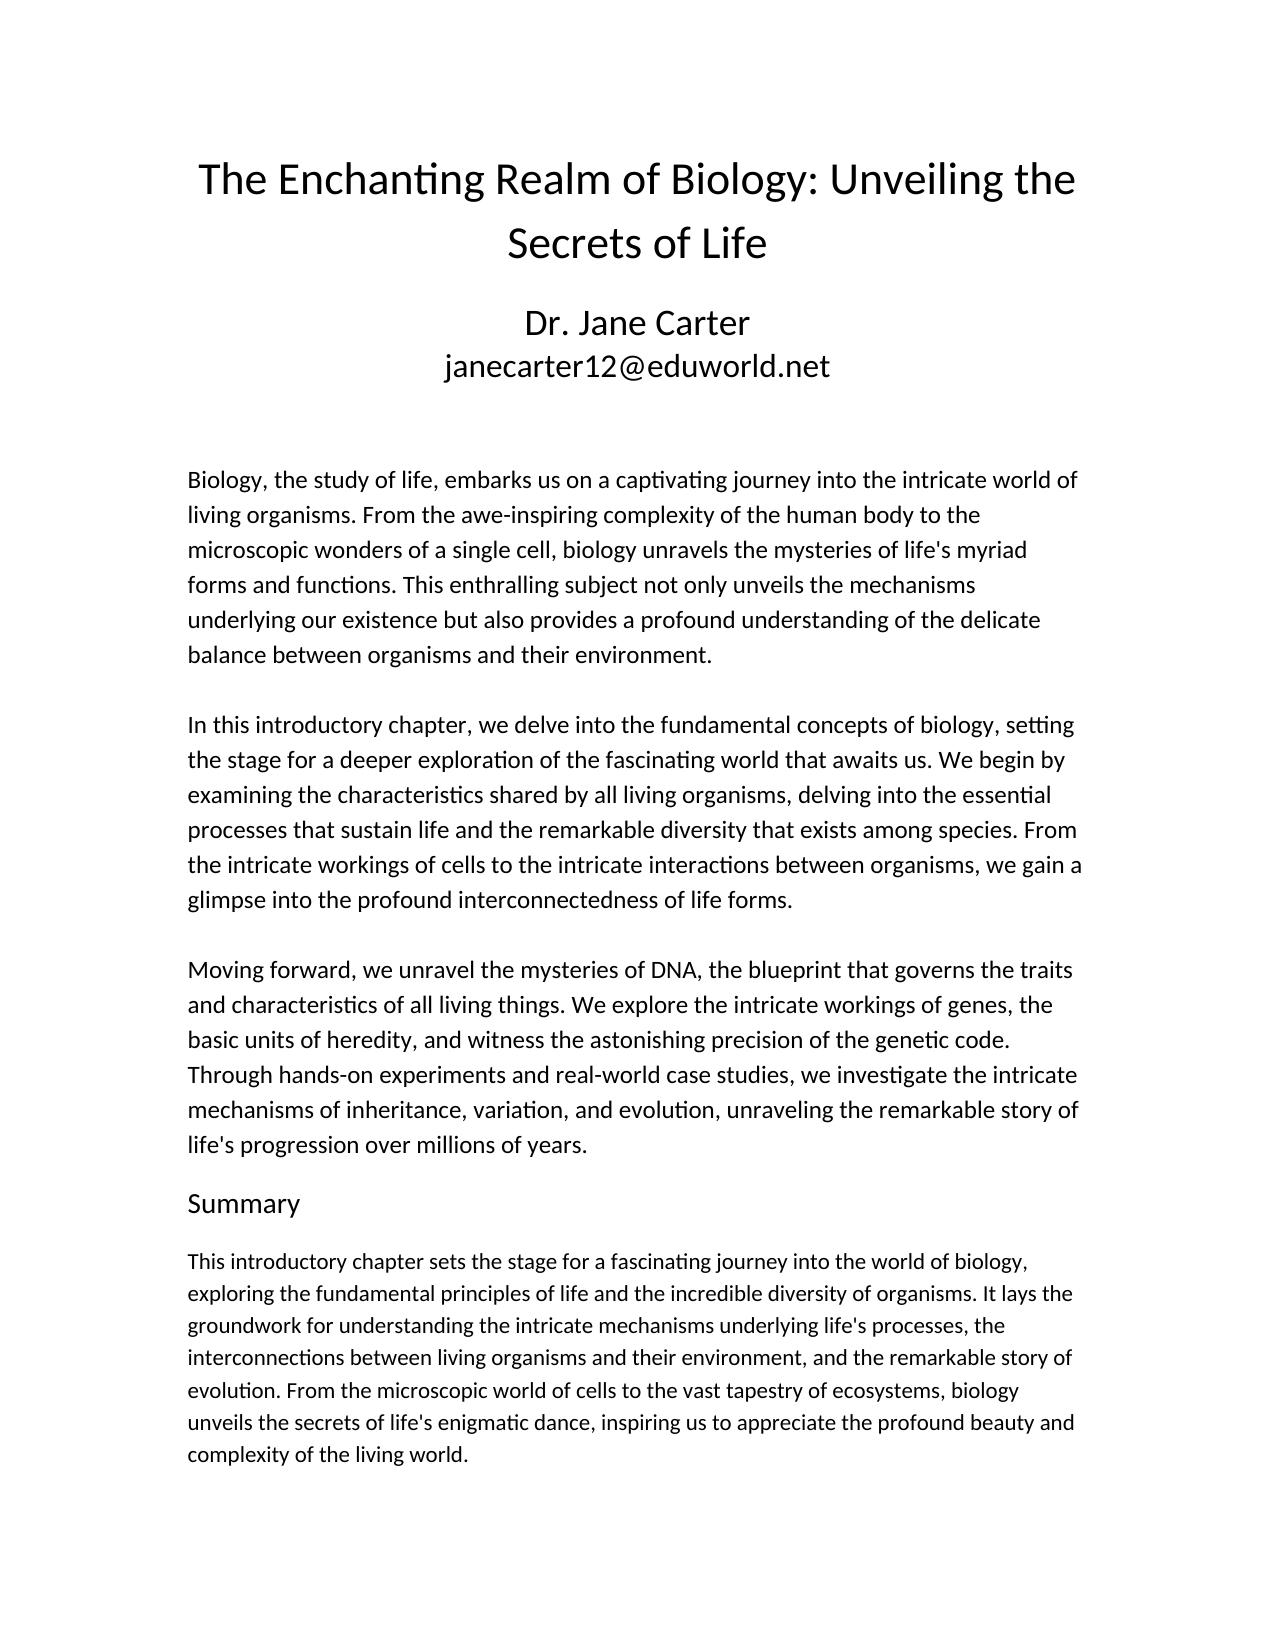 The Enchanting Realm of Biology: Unveiling the
Secrets of Life
Dr. Jane Carter
janecarter12@eduworld.net
Biology, the study of life, embarks us on a captivating journey into the intricate world of
living organisms. From the awe-inspiring complexity of the human body to the
microscopic wonders of a single cell, biology unravels the mysteries of life's myriad
forms and functions. This enthralling subject not only unveils the mechanisms
underlying our existence but also provides a profound understanding of the delicate
balance between organisms and their environment.
In this introductory chapter, we delve into the fundamental concepts of biology, setting
the stage for a deeper exploration of the fascinating world that awaits us. We begin by
examining the characteristics shared by all living organisms, delving into the essential
processes that sustain life and the remarkable diversity that exists among species. From
the intricate workings of cells to the intricate interactions between organisms, we gain a
glimpse into the profound interconnectedness of life forms.
Moving forward, we unravel the mysteries of DNA, the blueprint that governs the traits
and characteristics of all living things. We explore the intricate workings of genes, the
basic units of heredity, and witness the astonishing precision of the genetic code.
Through hands-on experiments and real-world case studies, we investigate the intricate
mechanisms of inheritance, variation, and evolution, unraveling the remarkable story of
life's progression over millions of years.
Summary
This introductory chapter sets the stage for a fascinating journey into the world of biology,
exploring the fundamental principles of life and the incredible diversity of organisms. It lays the
groundwork for understanding the intricate mechanisms underlying life's processes, the
interconnections between living organisms and their environment, and the remarkable story of
evolution. From the microscopic world of cells to the vast tapestry of ecosystems, biology
unveils the secrets of life's enigmatic dance, inspiring us to appreciate the profound beauty and
complexity of the living world.